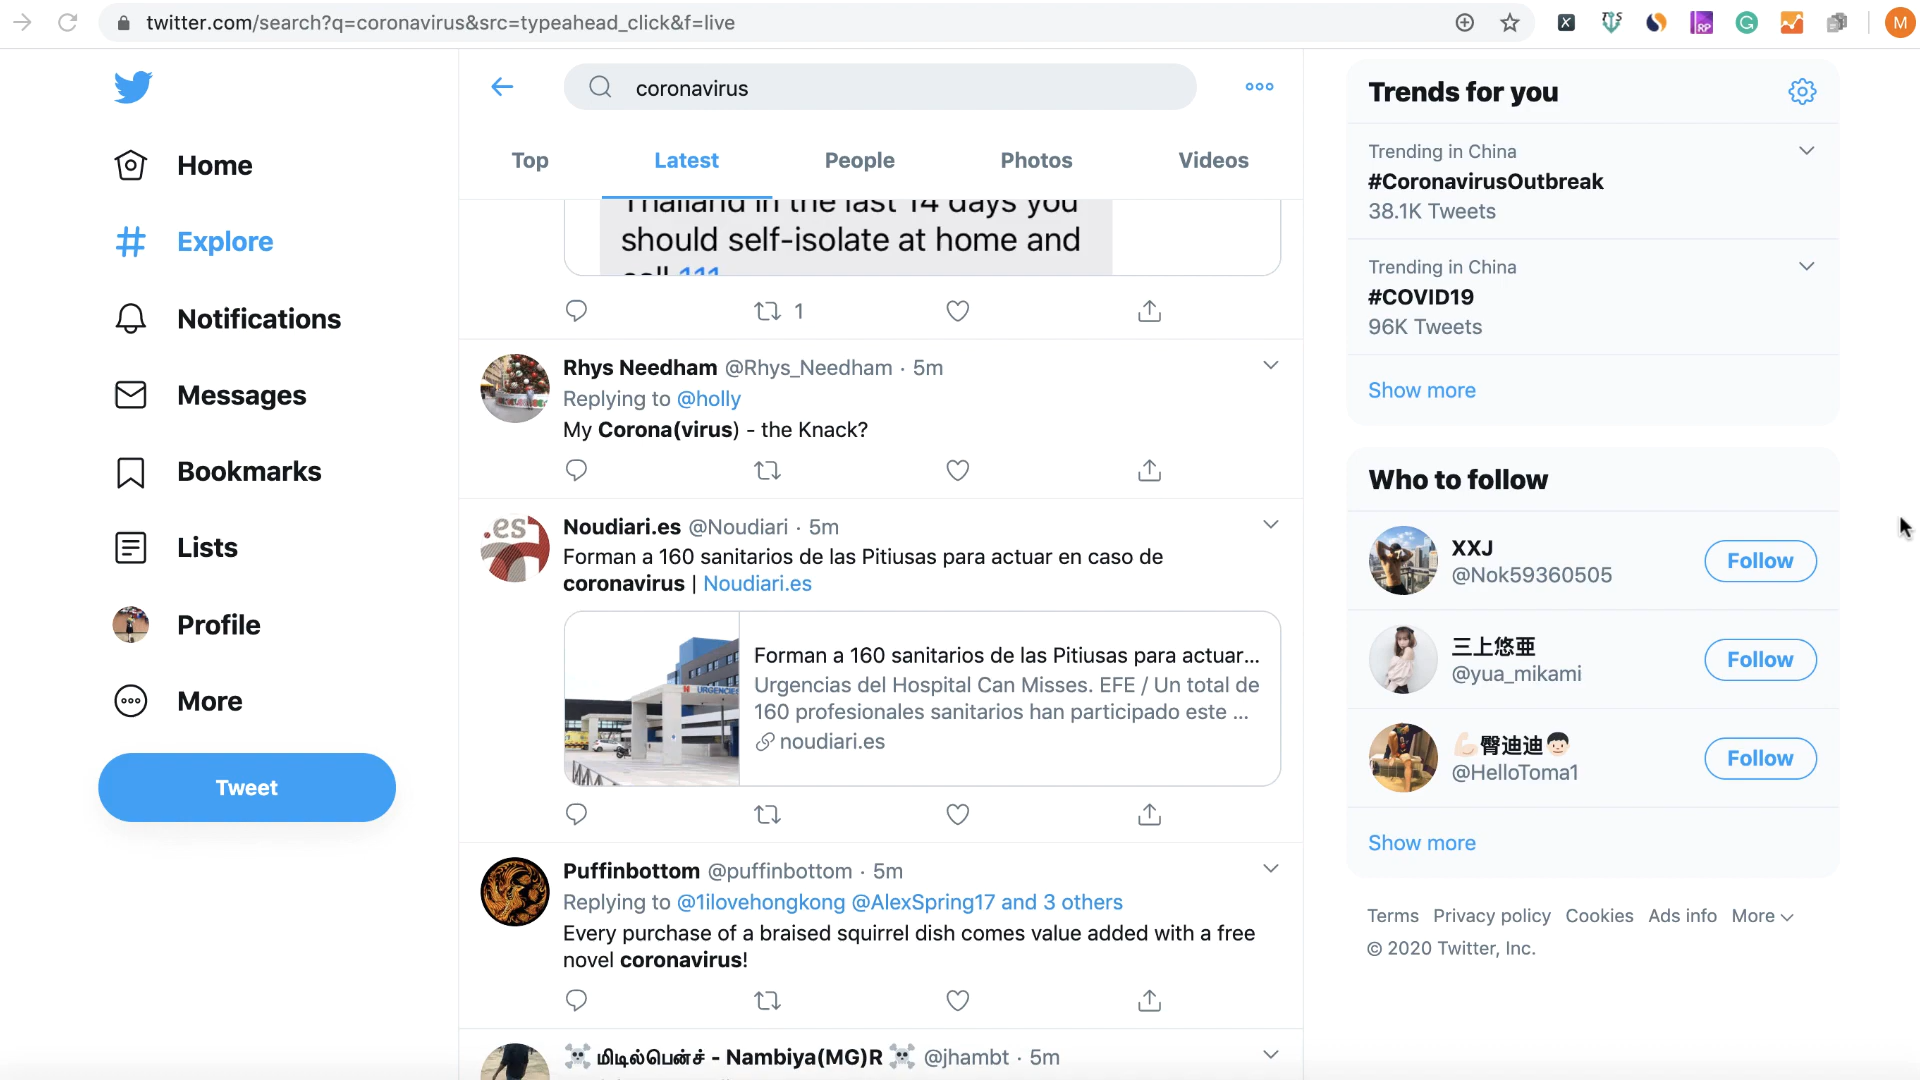 twitter.com/search?q=coronavirus&src=typeahead_click&f=live
M
coronavirus
Top
Latest
People
Photos
Videos
Home
Explore
Notifications
Messages
Bookmarks
Lists
Profile
More
Tweet
Thailand in the last 14 days you
should self-isolate at home and
call 111
1
Rhys Needham @Rhys_Needham · 5m
Replying to @holly
My Corona(virus) - the Knack?
.es
Noudiari.es @Noudiari · 5m
Forman a 160 sanitarios de las Pitiusas para actuar en caso de
coronavirus | Noudiari.es
URGENCIES
Forman a 160 sanitarios de las Pitiusas para actuar...
Urgencias del Hospital Can Misses. EFE / Un total de
160 profesionales sanitarios han participado este ...
noudiari.es
Puffinbottom @puffinbottom · 5m
Replying to @1ilovehongkong @AlexSpring17 and 3 others
Every purchase of a braised squirrel dish comes value added with a free
novel coronavirus!
☠️ மிடில்பென்ச் - Nambiya(MG)R ☠️ @jhambt · 5m
Trends for you
Trending in China
#CoronavirusOutbreak
38.1K Tweets
Trending in China
#COVID19
96K Tweets
Show more
Who to follow
XXJ
@Nok59360505
Follow
三上悠亜
@yua_mikami
Follow
💪🏻臀迪迪👦🏻
@HelloToma1
Follow
Show more
Terms Privacy policy Cookies Ads info More
© 2020 Twitter, Inc.